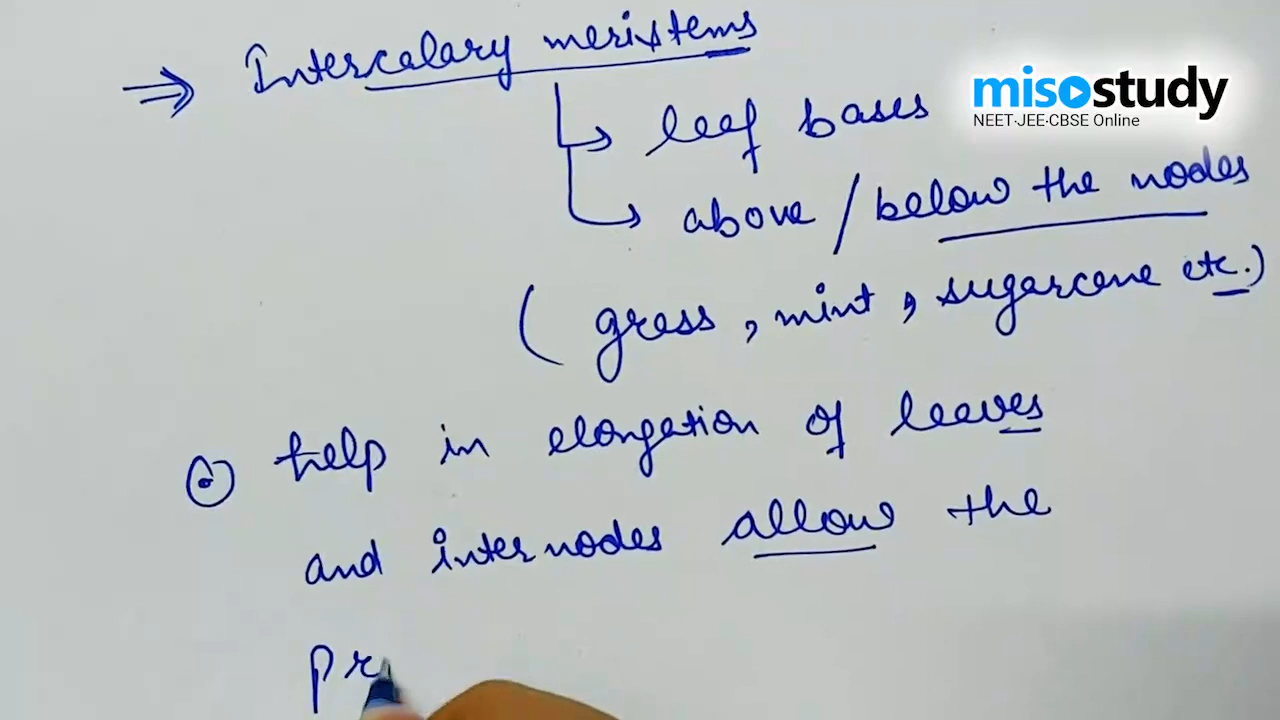 ⇒ Intercalary meristems
misostudy
NEET·JEE·CBSE Online
→ leaf bases
→ above / below the nodes
( grass , mint , sugarcane etc. )
⊙ help in elongation of leaves
and internodes allow the
pr